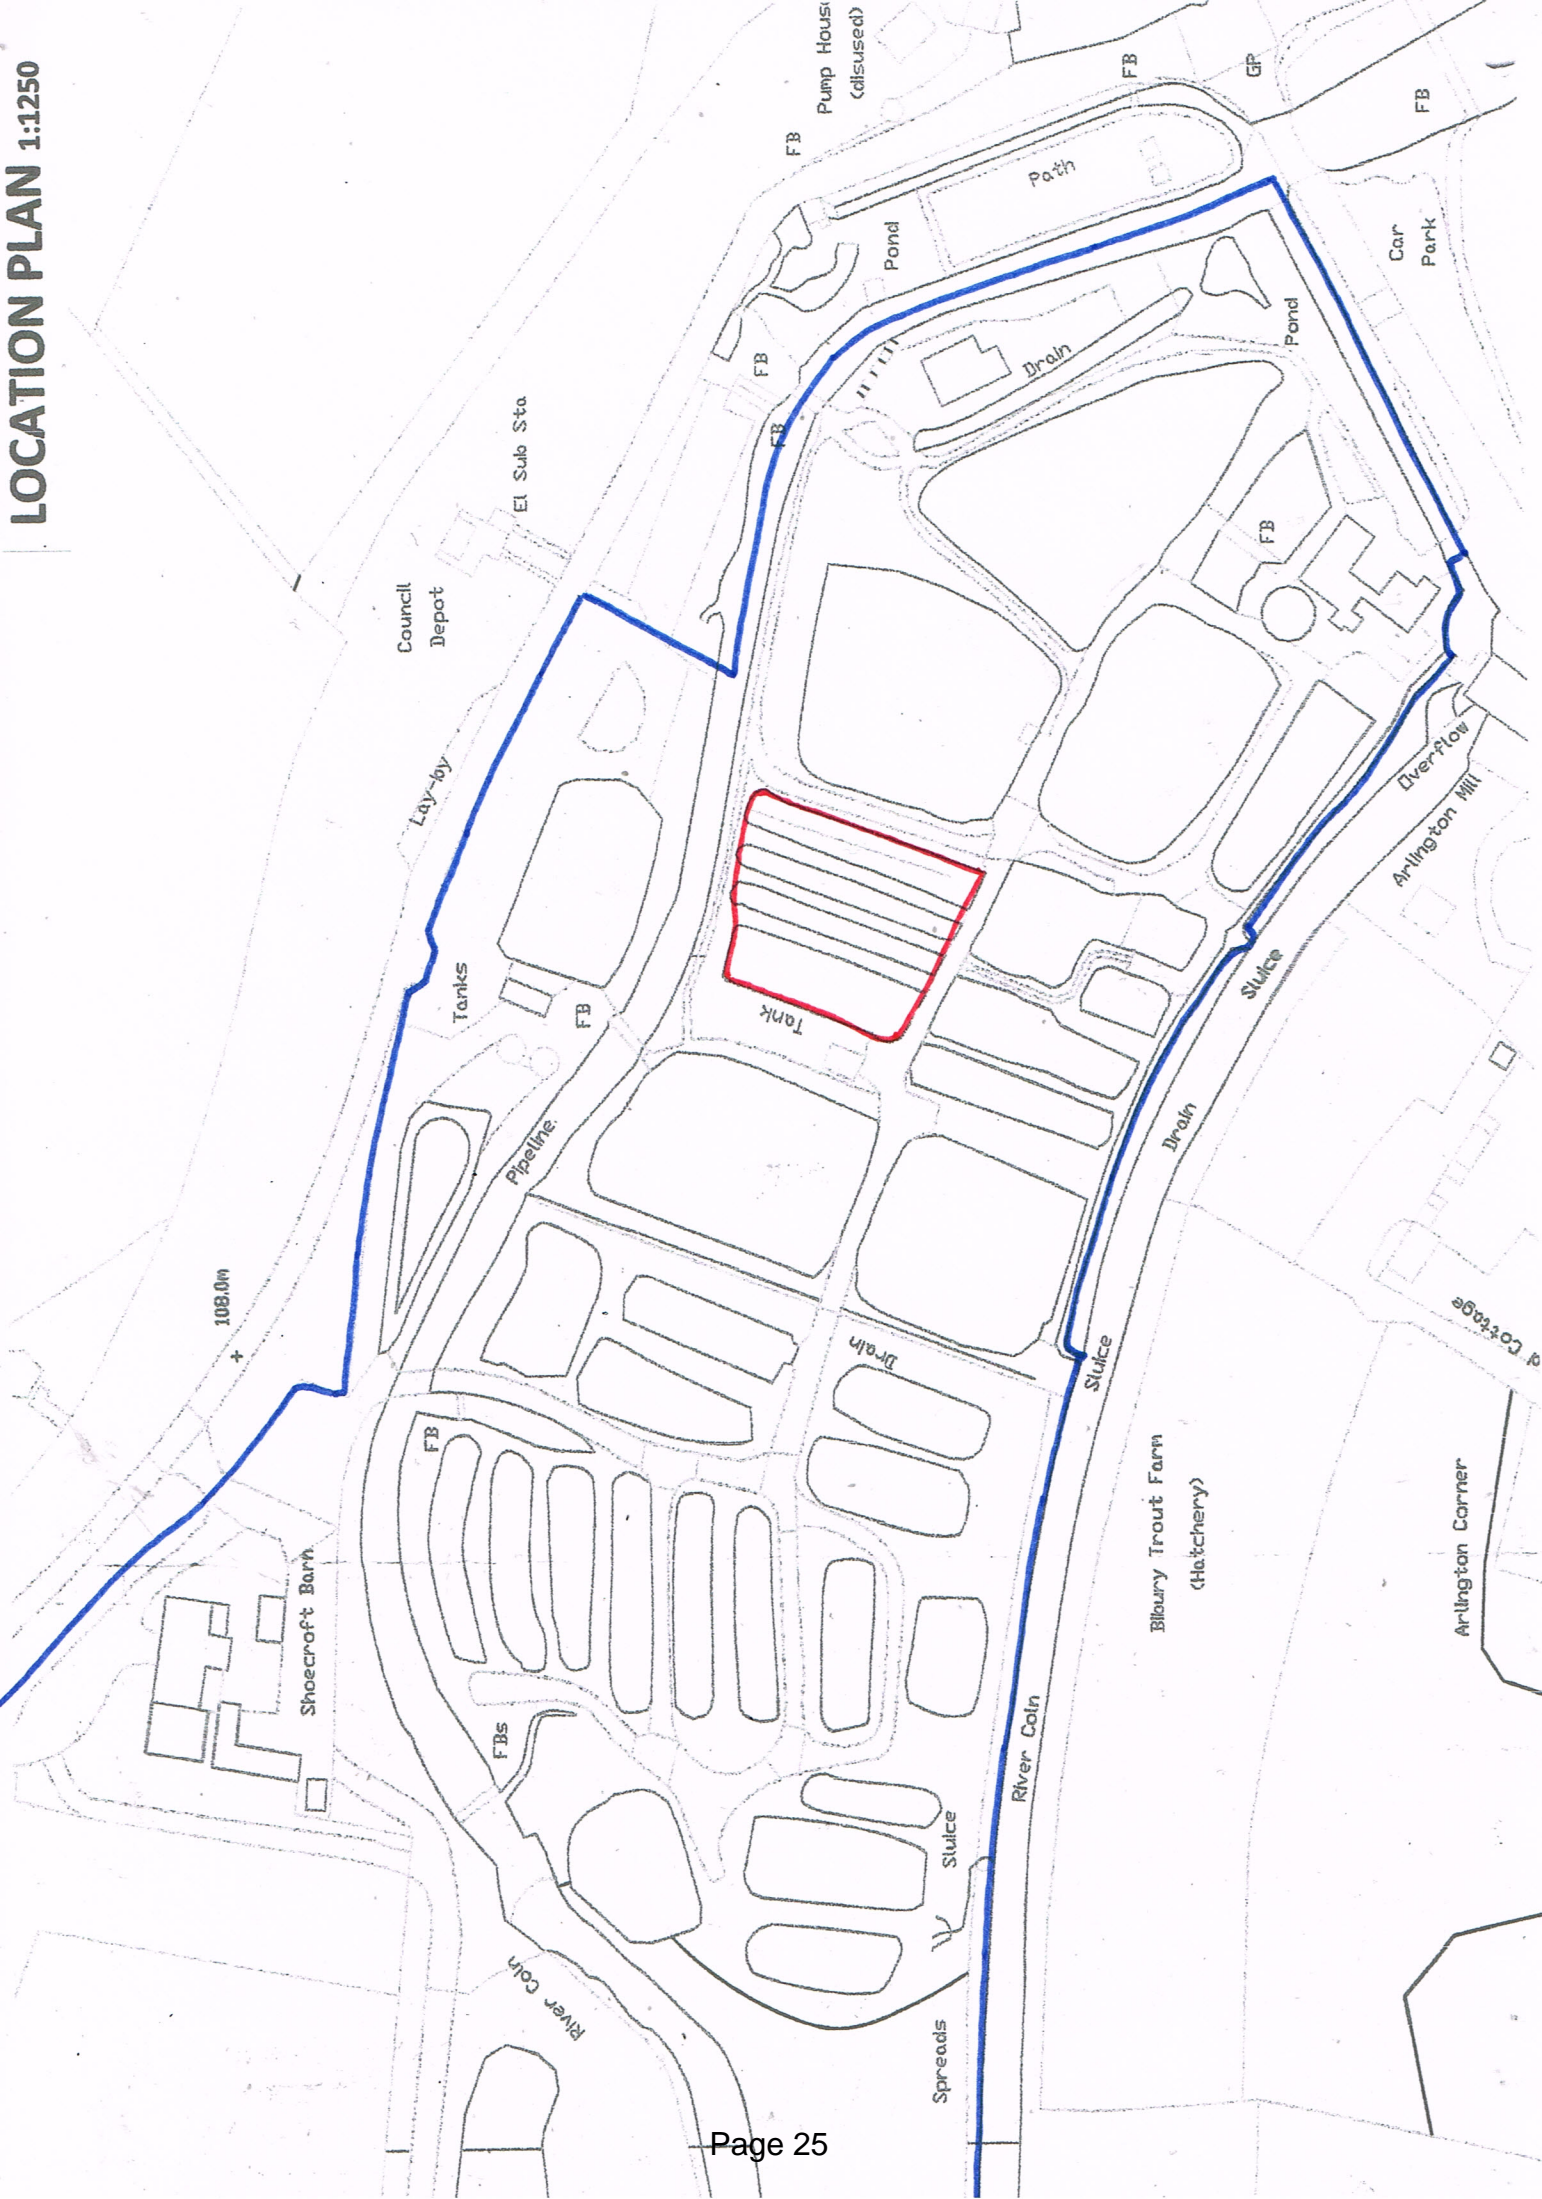 LOCATION PLAN 1:1250
Pump House
(disused)
FB
FB
GP
FB
Path
Pond
Car
Park
FB
Drain
Pond
FB
El Sub Sta
Council
Depot
FB
Lay-by
Overflow
Arlington Mill
Tanks
FB
Tank
Sluice
Pipeline
Drain
108.0m
Drain
Sluice
Cottage
FB
Shoecraft Barn
Bibury Trout Farm
(Hatchery)
Arlington Corner
FBs
River Coln
Sluice
River Coln
Spreads
Page 25